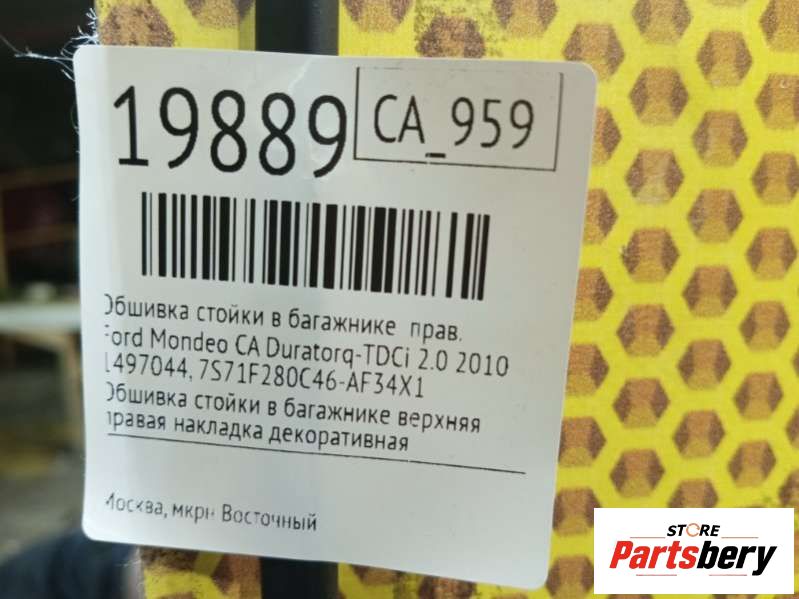 19889
CA_959
Обшивка стойки в багажнике прав.
Ford Mondeo CA Duratorq-TDCi 2.0 2010
1497044, 7S71F280C46-AF34X1
Обшивка стойки в багажнике верхняя
правая накладка декоративная
Москва, мкрн Восточный
STORE
Partsbery